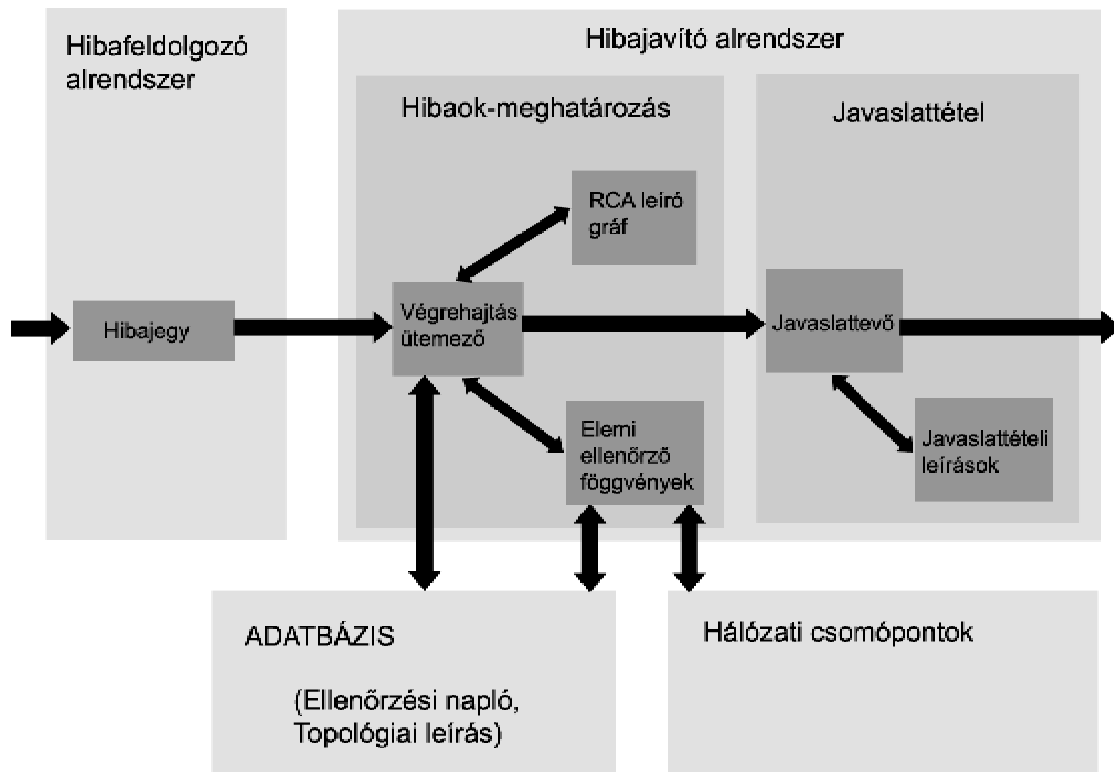 Hibafeldolgozó
alrendszer
Hibajavító alrendszer
Hibaok-meghatározás
Javaslattétel
RCA leíró
gráf
Hibajegy
Végrehajtás
ütemező
Javaslattevő
Elemi
ellenőrző
föggvények
Javaslattételi
leírások
ADATBÁZIS
(Ellenőrzési napló,
Topológiai leírás)
Hálózati csomópontok